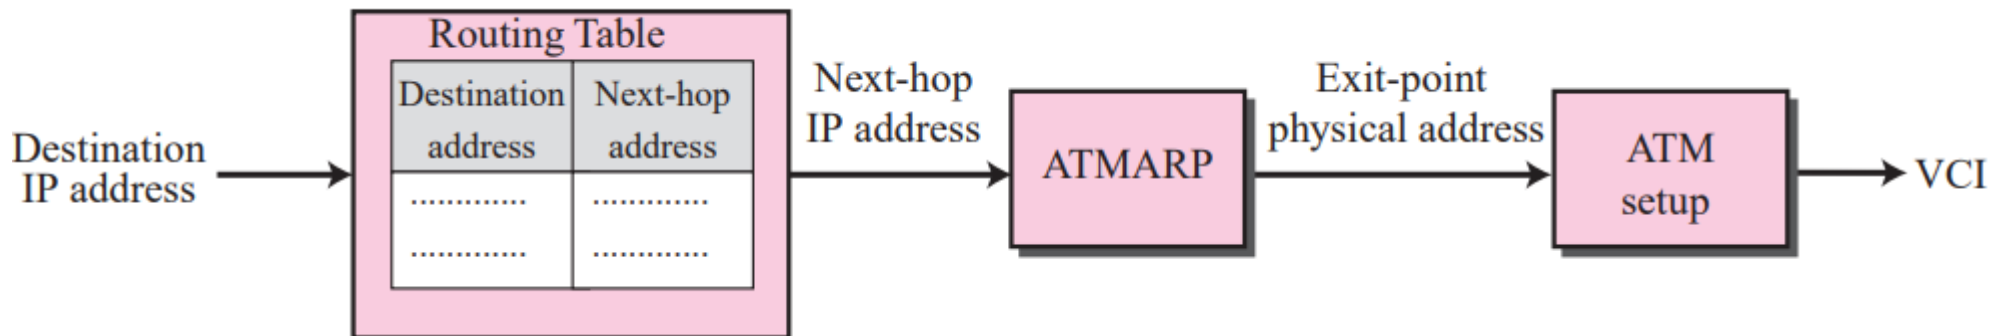 Routing Table
Destination address
Next-hop address
.............
.............
.............
.............
Destination
IP address
Next-hop
IP address
ATMARP
Exit-point
physical address
ATM
setup
VCI